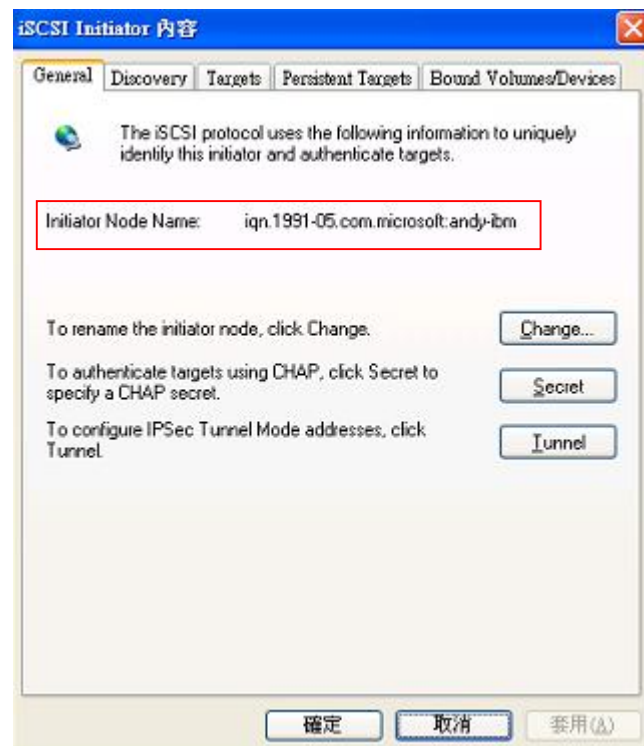 iSCSI Initiator 內容
General Discovery Targets Persistent Targets Bound Volumes/Devices
The iSCSI protocol uses the following information to uniquely
identify this initiator and authenticate targets.
Initiator Node Name: iqn.1991-05.com.microsoft:andy-ibm
To rename the initiator node, click Change.
Change...
To authenticate targets using CHAP, click Secret to
specify a CHAP secret.
Secret
To configure IPSec Tunnel Mode addresses, click
Tunnel.
Tunnel
確定 取消 套用(A)